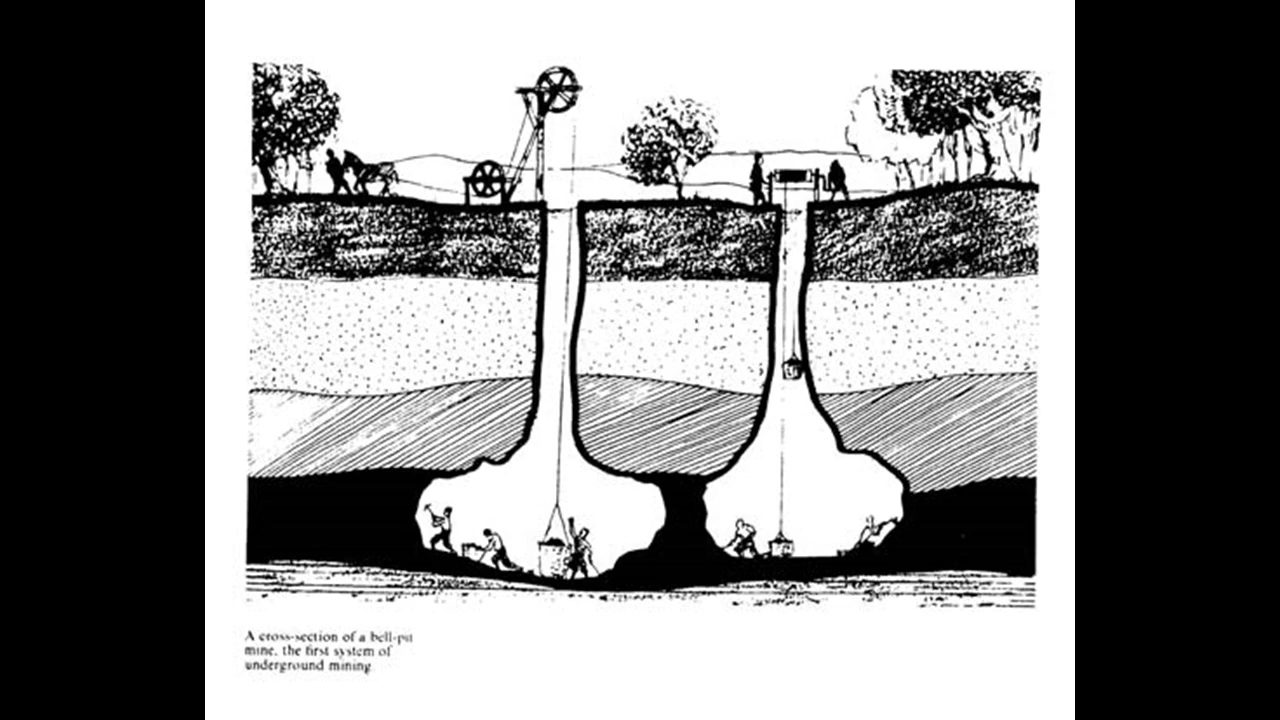 A cross-section of a bell-pit
mine, the first system of
underground mining